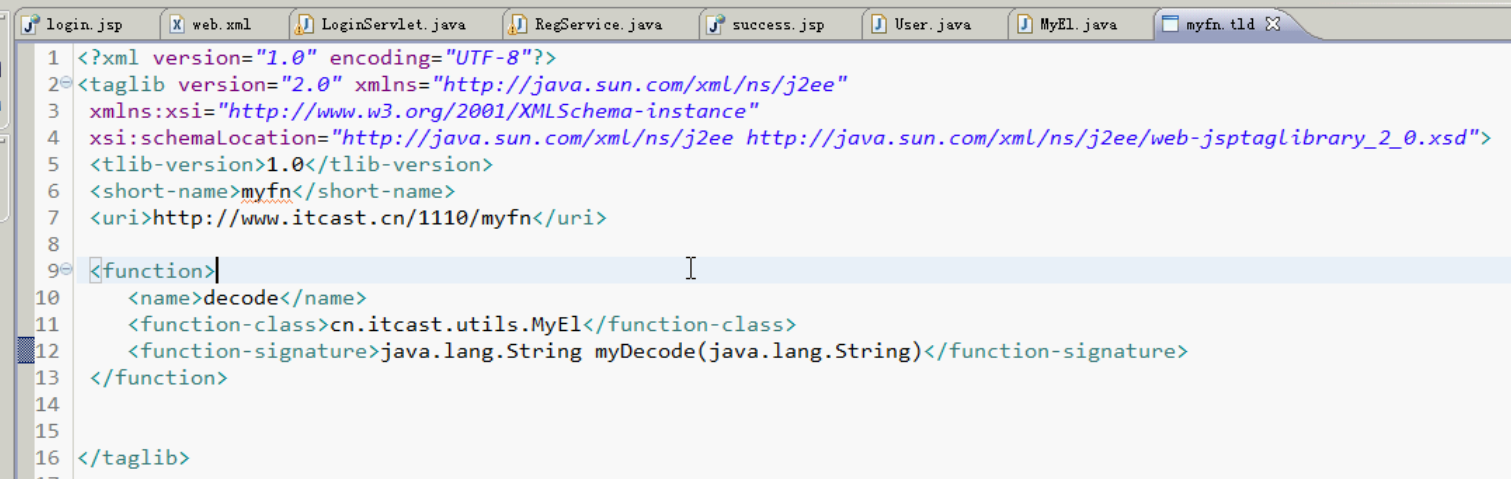 login.jsp web.xml LoginServlet.java RegService.java success.jsp User.java MyEl.java myfn.tld
1 <?xml version="1.0" encoding="UTF-8"?>
2 <taglib version="2.0" xmlns="http://java.sun.com/xml/ns/j2ee"
3 xmlns:xsi="http://www.w3.org/2001/XMLSchema-instance"
4 xsi:schemaLocation="http://java.sun.com/xml/ns/j2ee http://java.sun.com/xml/ns/j2ee/web-jsptaglibrary_2_0.xsd">
5 <tlib-version>1.0</tlib-version>
6 <short-name>myfn</short-name>
7 <uri>http://www.itcast.cn/1110/myfn</uri>
8
9 <function>
10 <name>decode</name>
11 <function-class>cn.itcast.utils.MyEl</function-class>
12 <function-signature>java.lang.String myDecode(java.lang.String)</function-signature>
13 </function>
14
15
16 </taglib>